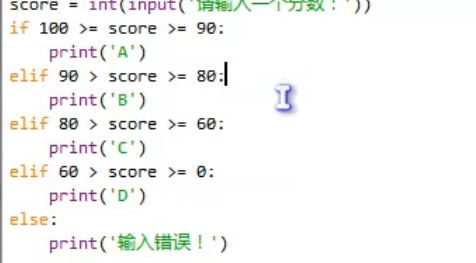 score = int(input('请输入一个分数：'))
if 100 >= score >= 90:
    print('A')
elif 90 > score >= 80:
    print('B')
elif 80 > score >= 60:
    print('C')
elif 60 > score >= 0:
    print('D')
else:
    print('输入错误！')